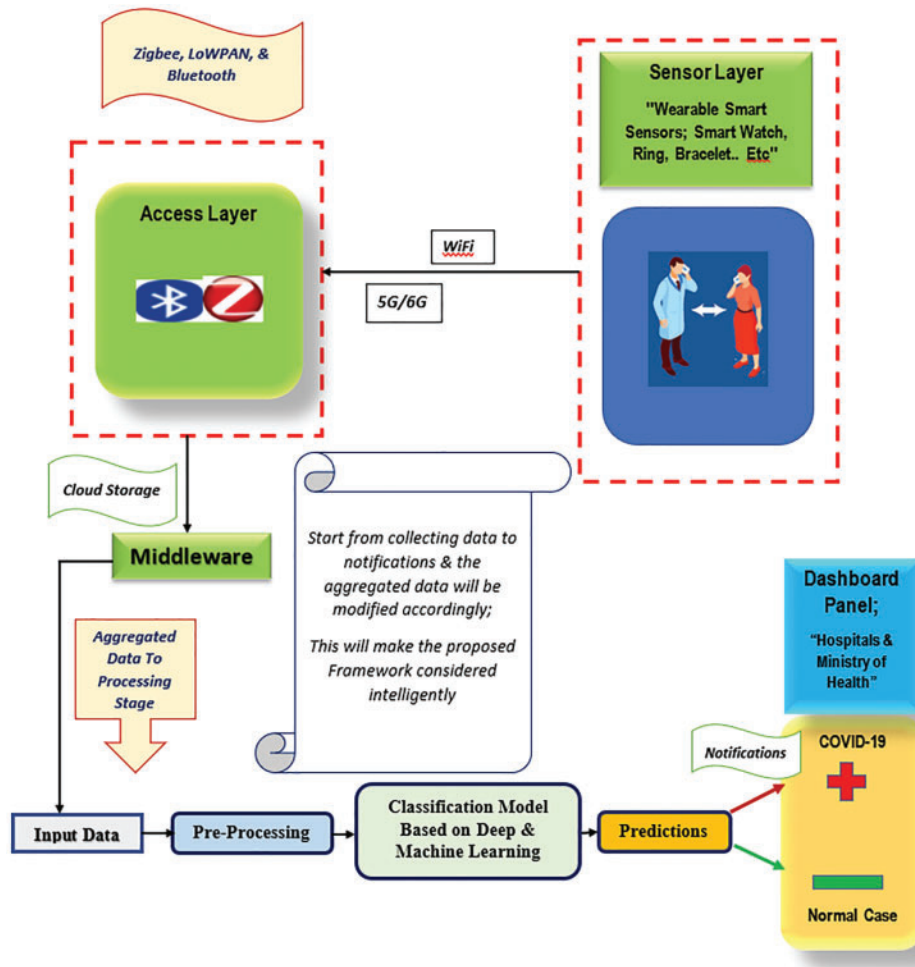 Zigbee, LoWPAN, &
Bluetooth
Sensor Layer
"Wearable Smart
Sensors; Smart Watch,
Ring, Bracelet.. Etc"
Access Layer
WiFi
5G/6G
Cloud Storage
Middleware
Start from collecting data to
notifications & the
aggregated data will be
modified accordingly;
This will make the proposed
Framework considered
intelligently
Aggregated
Data To
Processing
Stage
Dashboard
Panel;
“Hospitals &
Ministry of
Health”
Notifications
COVID-19
Input Data
Pre-Processing
Classification Model
Based on Deep &
Machine Learning
Predictions
Normal Case